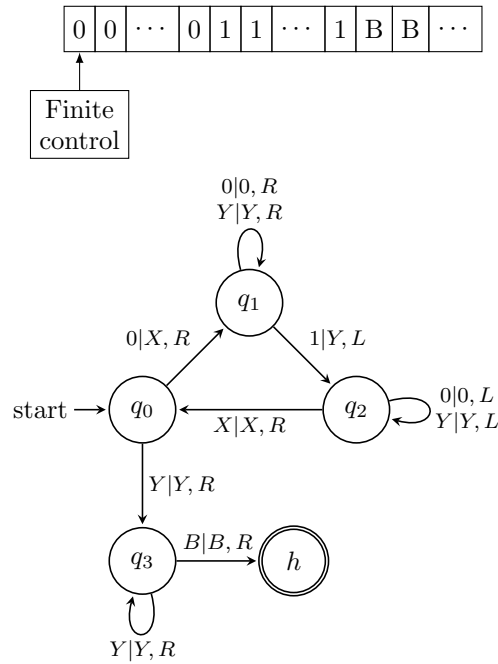 0 0 ⋯ 0 1 1 ⋯ 1 B B ⋯
Finite
control
0|0, R
Y|Y, R
q₁
0|X, R
1|Y, L
start
q₀
q₂
0|0, L
Y|Y, L
X|X, R
Y|Y, R
q₃
B|B, R
h
Y|Y, R